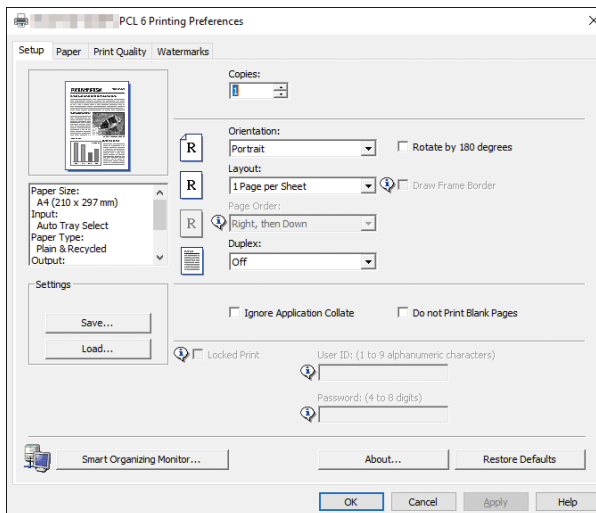 PCL 6 Printing Preferences
Setup
Paper
Print Quality
Watermarks
Copies:
1
Orientation:
Portrait
Rotate by 180 degrees
Layout:
1 Page per Sheet
Draw Frame Border
Page Order:
Right, then Down
Duplex:
Off
Paper Size:
A4 (210 x 297 mm)
Input:
Auto Tray Select
Paper Type:
Plain & Recycled
Output:
Settings
Save...
Load...
Ignore Application Collate
Do not Print Blank Pages
Locked Print
User ID: (1 to 9 alphanumeric characters)
Password: (4 to 8 digits)
Smart Organizing Monitor...
About...
Restore Defaults
OK
Cancel
Apply
Help
R
R
R